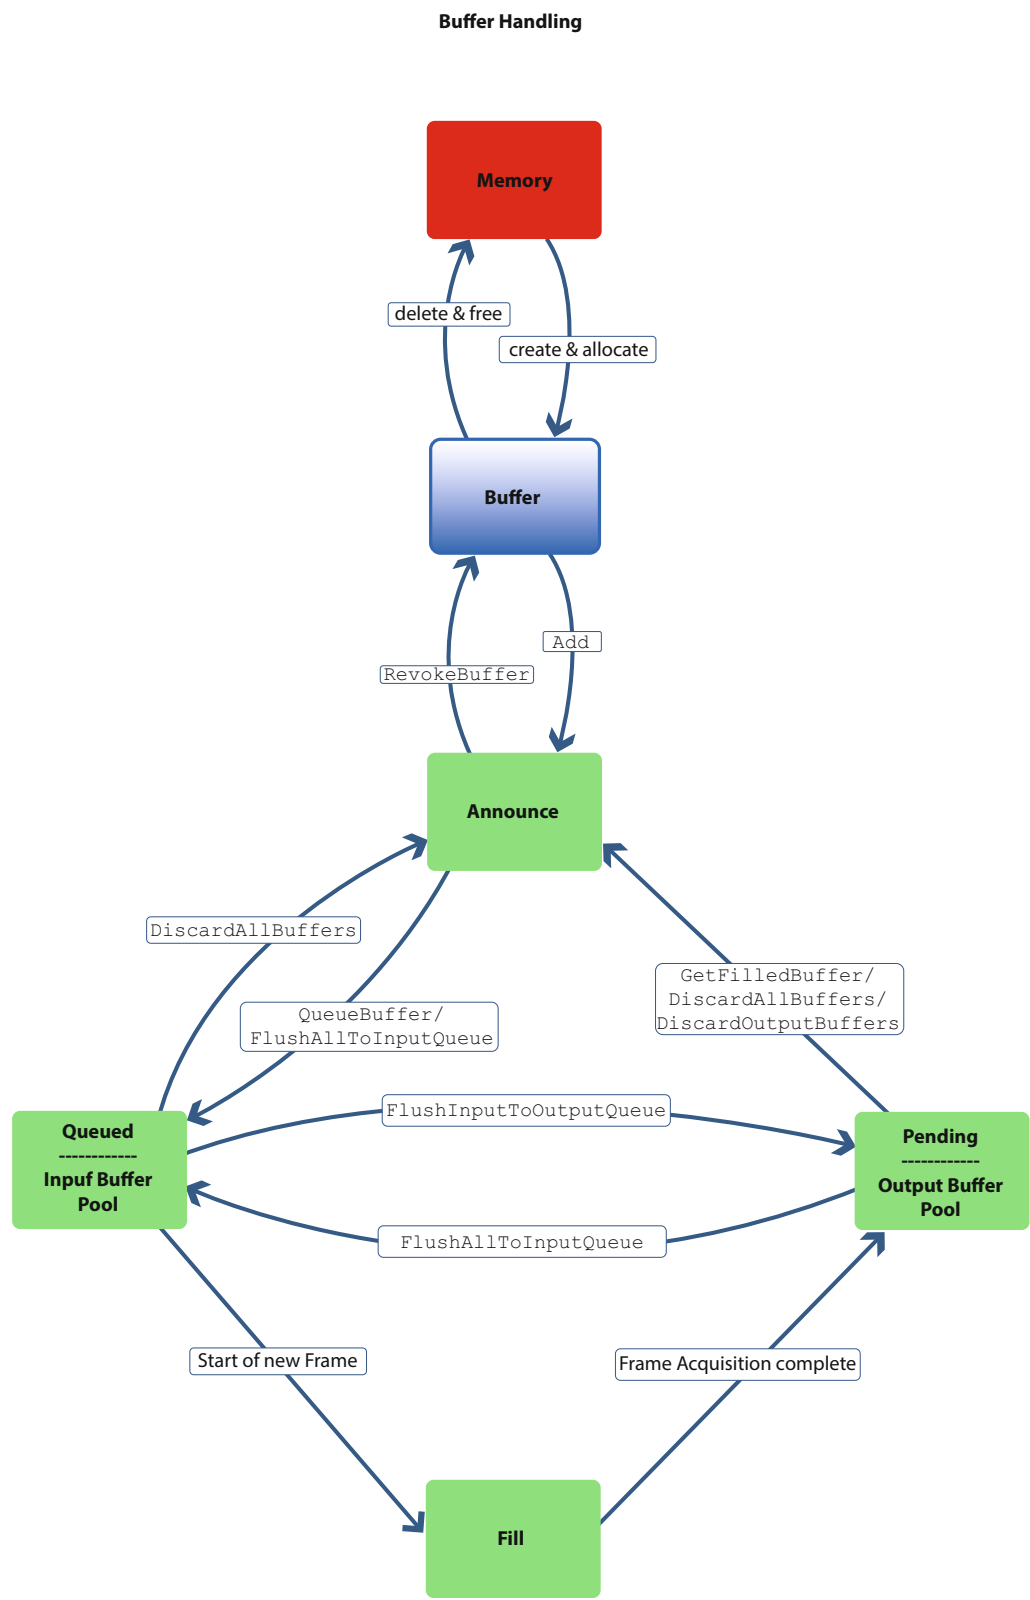 Buffer Handling
Memory
delete & free
create & allocate
Buffer
Add
RevokeBuffer
Announce
DiscardAllBuffers
QueueBuffer/
FlushAllToInputQueue
GetFilledBuffer/
DiscardAllBuffers/
DiscardOutputBuffers
FlushInputToOutputQueue
Queued
------------
Inpuf Buffer
Pool
Pending
------------
Output Buffer
Pool
FlushAllToInputQueue
Start of new Frame
Frame Acquisition complete
Fill